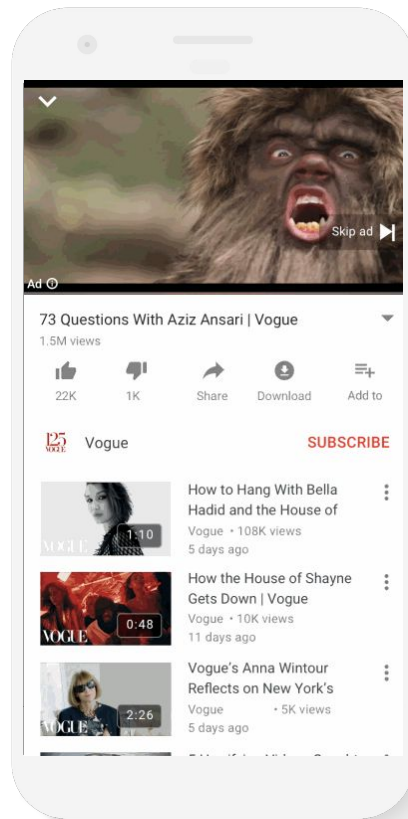 Skip ad
Ad
73 Questions With Aziz Ansari | Vogue
1.5M views
22K
1K
Share
Download
Add to
125
VOGUE
Vogue
SUBSCRIBE
VOGUE
1:10
How to Hang With Bella
Hadid and the House of
Vogue • 108K views
5 days ago
VOGUE
0:48
How the House of Shayne
Gets Down | Vogue
Vogue • 10K views
11 days ago
VOGUE
2:26
Vogue's Anna Wintour
Reflects on New York's
Vogue • 5K views
5 days ago